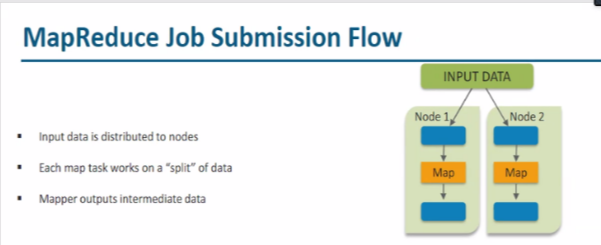 MapReduce Job Submission Flow
INPUT DATA
Node 1
Node 2
Input data is distributed to nodes
Each map task works on a "split" of data
Map
Map
Mapper outputs intermediate data